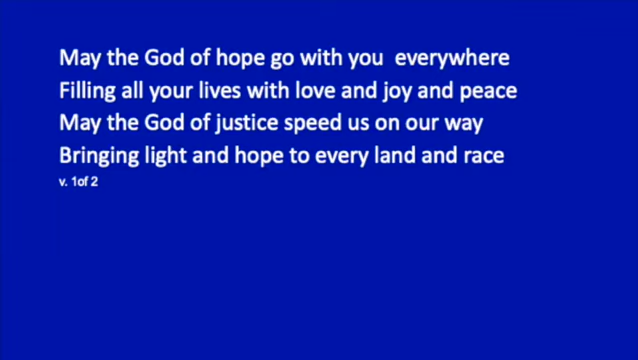 May the God of hope go with you  everywhere
Filling all your lives with love and joy and peace
May the God of justice speed us on our way
Bringing light and hope to every land and race
v. 1of 2